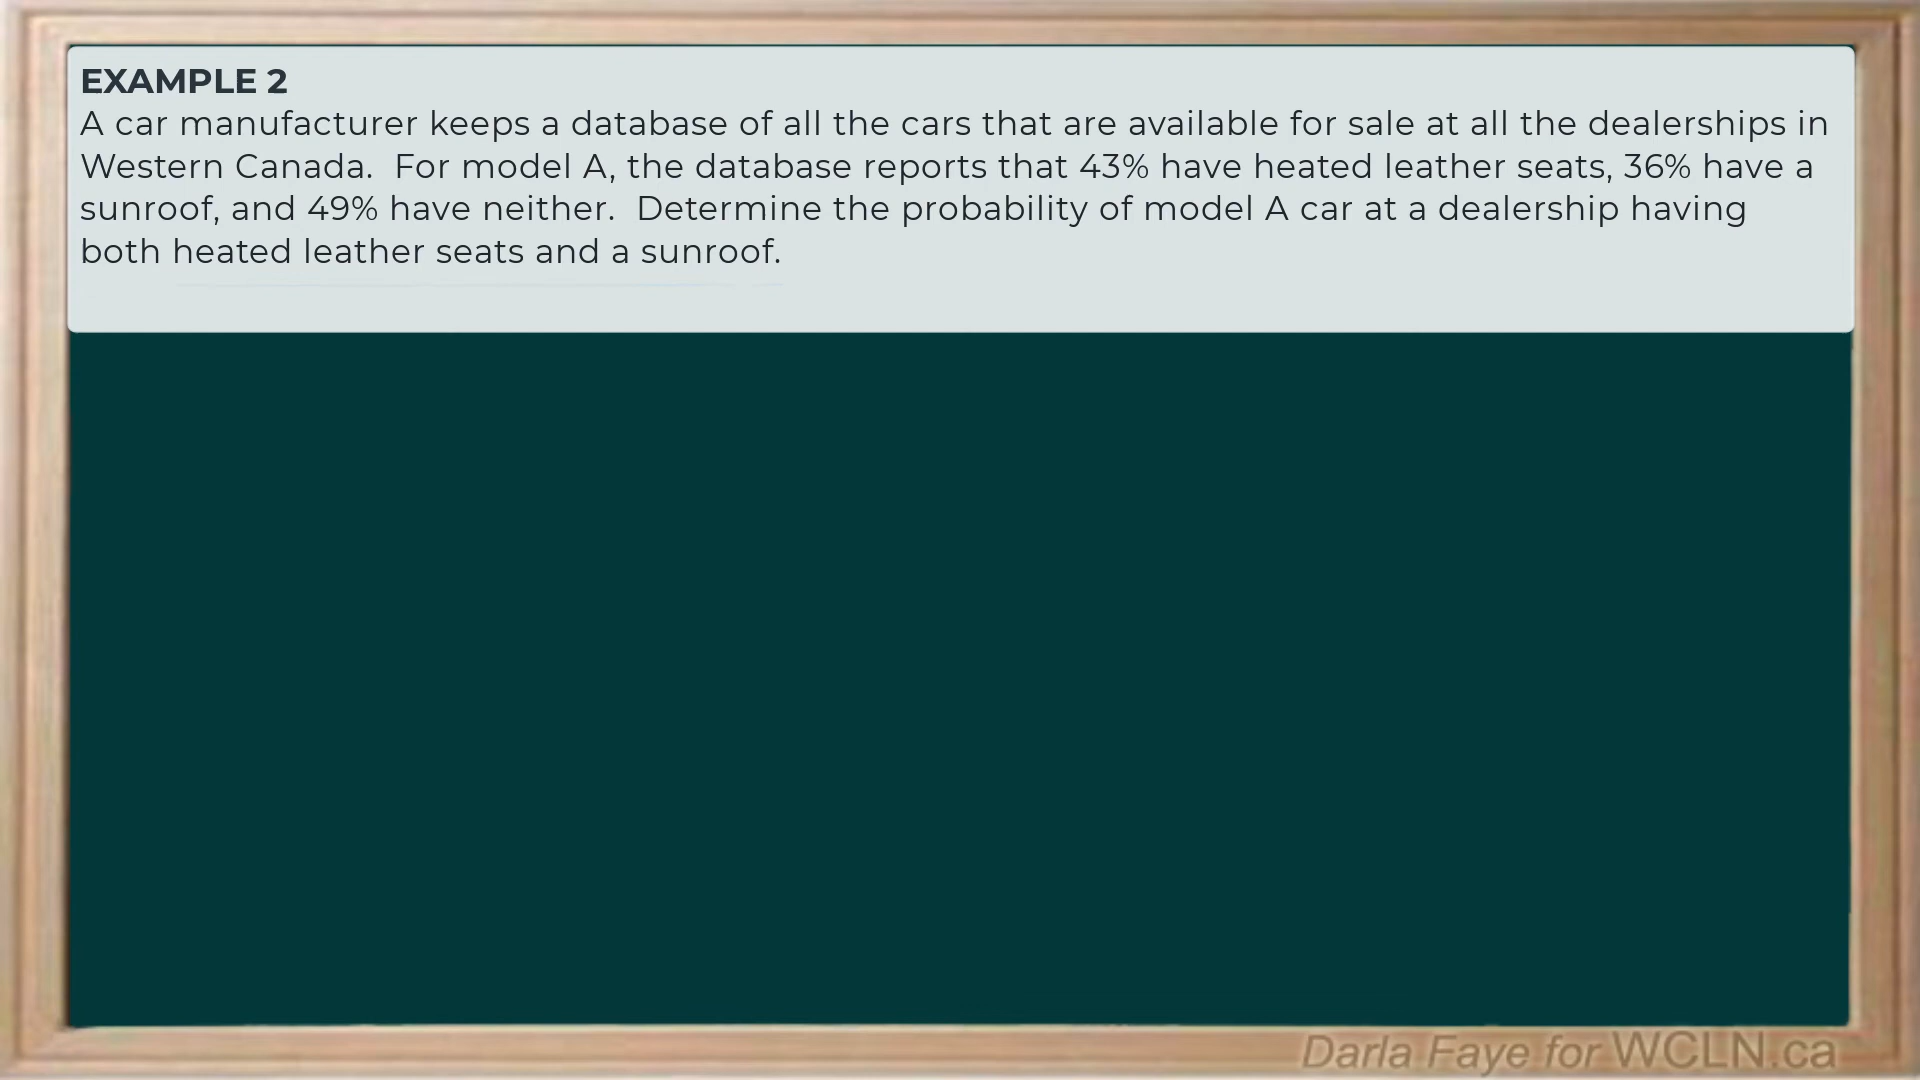 EXAMPLE 2
A car manufacturer keeps a database of all the cars that are available for sale at all the dealerships in
Western Canada.  For model A, the database reports that 43% have heated leather seats, 36% have a
sunroof, and 49% have neither.  Determine the probability of model A car at a dealership having
both heated leather seats and a sunroof.
Darla Faye for WCLN.ca